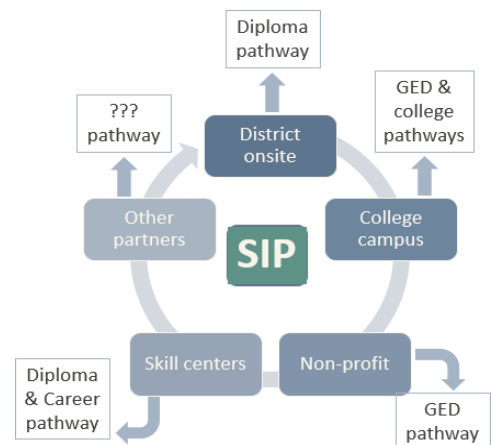 Diploma
pathway
???
pathway
GED &
college
pathways
District
onsite
Other
partners
SIP
College
campus
Skill centers
Non-profit
Diploma
& Career
pathway
GED
pathway